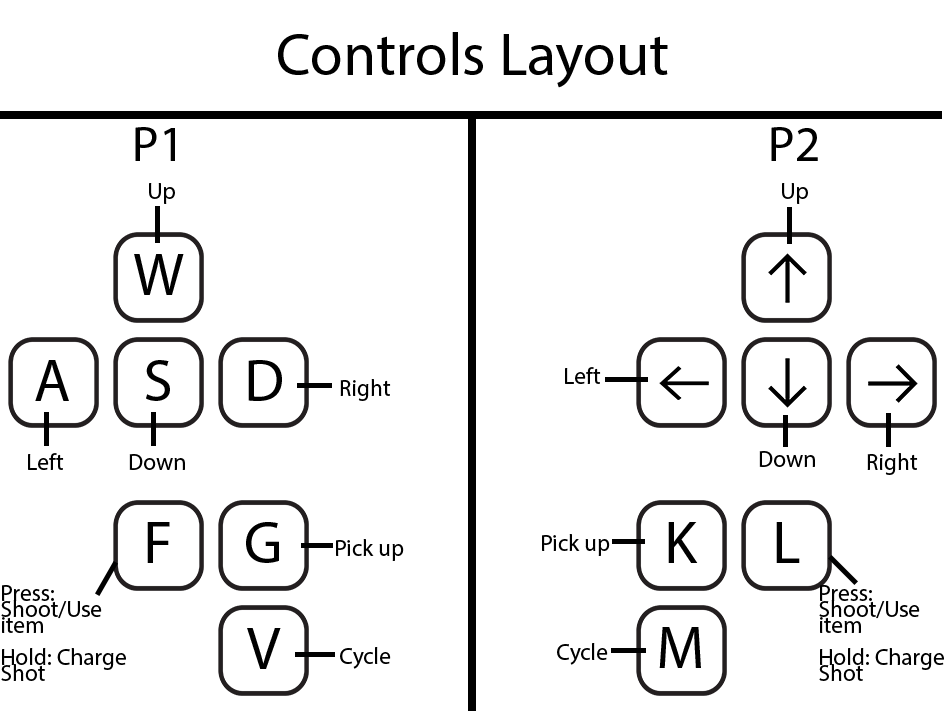 Controls Layout
P1
Up
W
A
S
D
Right
Left
Down
F
G
Pick up
Press:
Shoot/Use
item
Hold: Charge
Shot
V
Cycle
P2
Up
↑
Left
←
↓
→
Down
Right
Pick up
K
L
Press:
Shoot/Use
item
Hold: Charge
Shot
Cycle
M